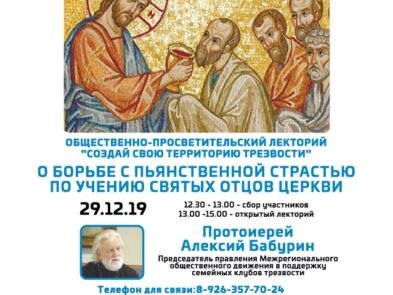 ОБЩЕСТВЕННО-ПРОСВЕТИТЕЛЬСКИЙ ЛЕКТОРИЙ
"СОЗДАЙ СВОЮ ТЕРРИТОРИЮ ТРЕЗВОСТИ"
О БОРЬБЕ С ПЬЯНСТВЕННОЙ СТРАСТЬЮ
ПО УЧЕНИЮ СВЯТЫХ ОТЦОВ ЦЕРКВИ
29.12.19
12.30 - 13.00 - сбор участников
13.00 -15.00 - открытый лекторий
Протоиерей
Алексий Бабурин
Председатель правления Межрегионального
общественного движения в поддержку
семейных клубов трезвости
Телефон для связи:8-926-357-70-24